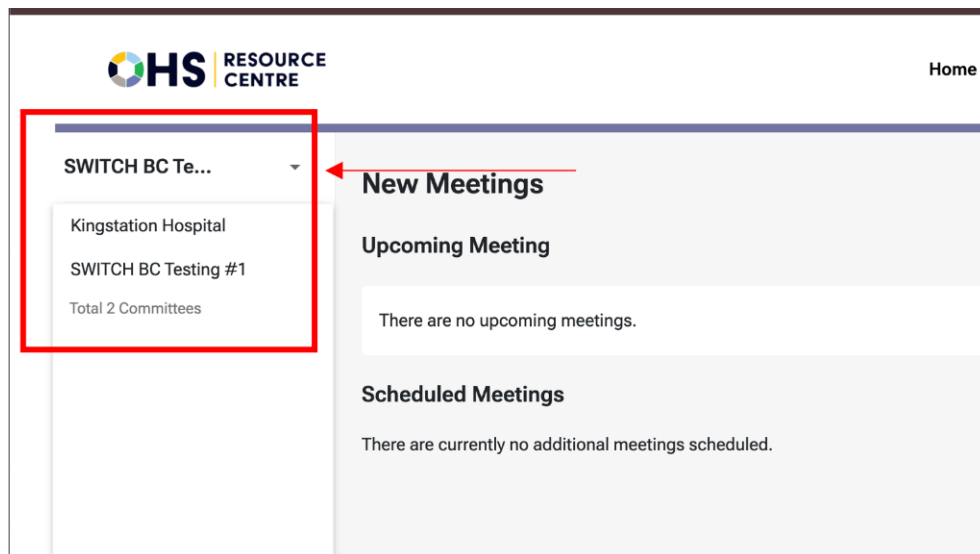 OHS RESOURCE
CENTRE
Home
SWITCH BC Te...
Kingstation Hospital
SWITCH BC Testing #1
Total 2 Committees
New Meetings
Upcoming Meeting
There are no upcoming meetings.
Scheduled Meetings
There are currently no additional meetings scheduled.